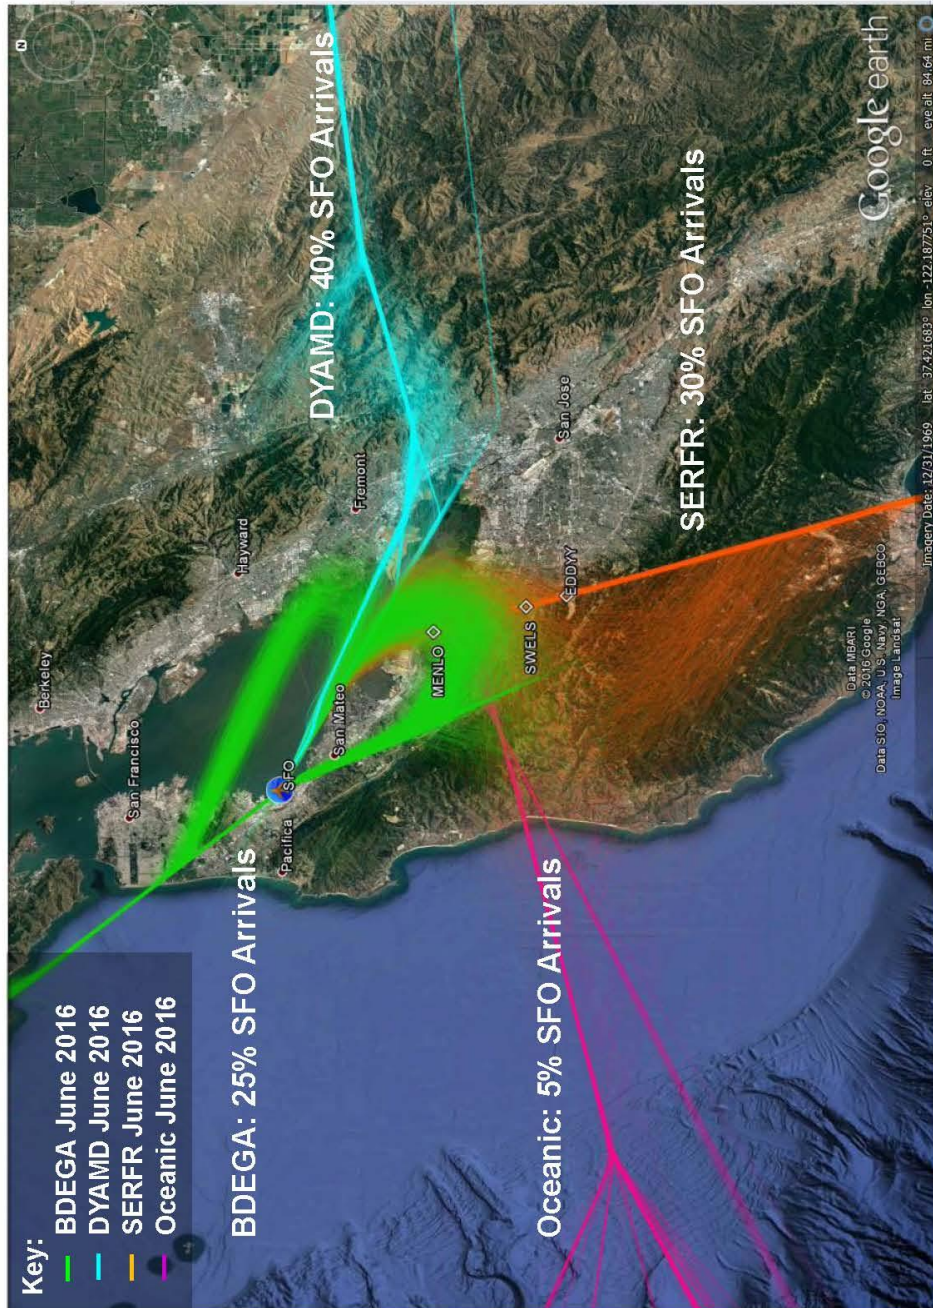 Key:
BDEGA June 2016
DYAMD June 2016
SERFR June 2016
Oceanic June 2016
N
BDEGA: 25% SFO Arrivals
DYAMD: 40% SFO Arrivals
Oceanic: 5% SFO Arrivals
SERFR: 30% SFO Arrivals
Berkeley
San Francisco
Hayward
SFO
Pacifica
San Mateo
Fremont
MENLO
SWELS
EDDYY
San Jose
Data MBARI
© 2016 Google
Data SIO, NOAA, U.S. Navy, NGA, GEBCO
Image Landsat
Google earth
Imagery Date: 12/31/1969 lat 37.421683° lon -122.187751° elev 0 ft eye alt 84.64 mi